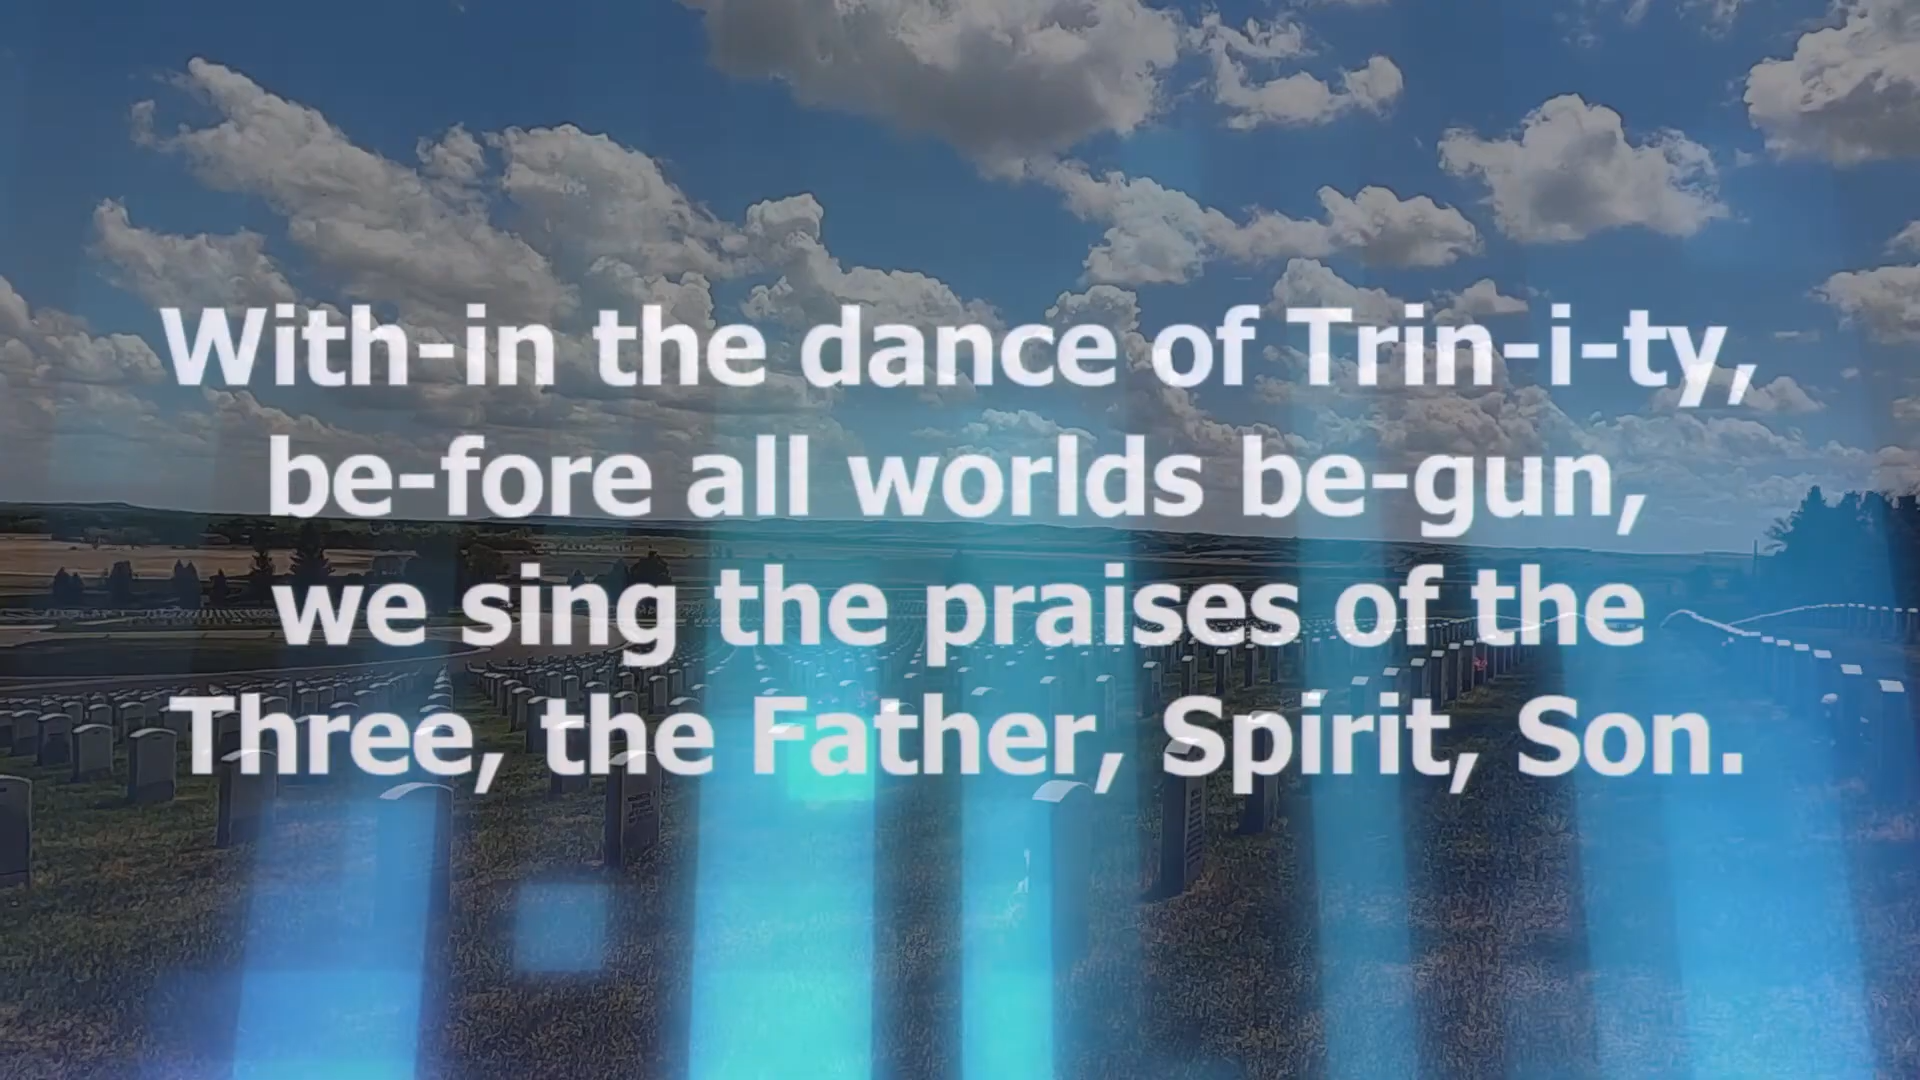 With-in the dance of Trin-i-ty,
be-fore all worlds be-gun,
we sing the praises of the
Three, the Father, Spirit, Son.